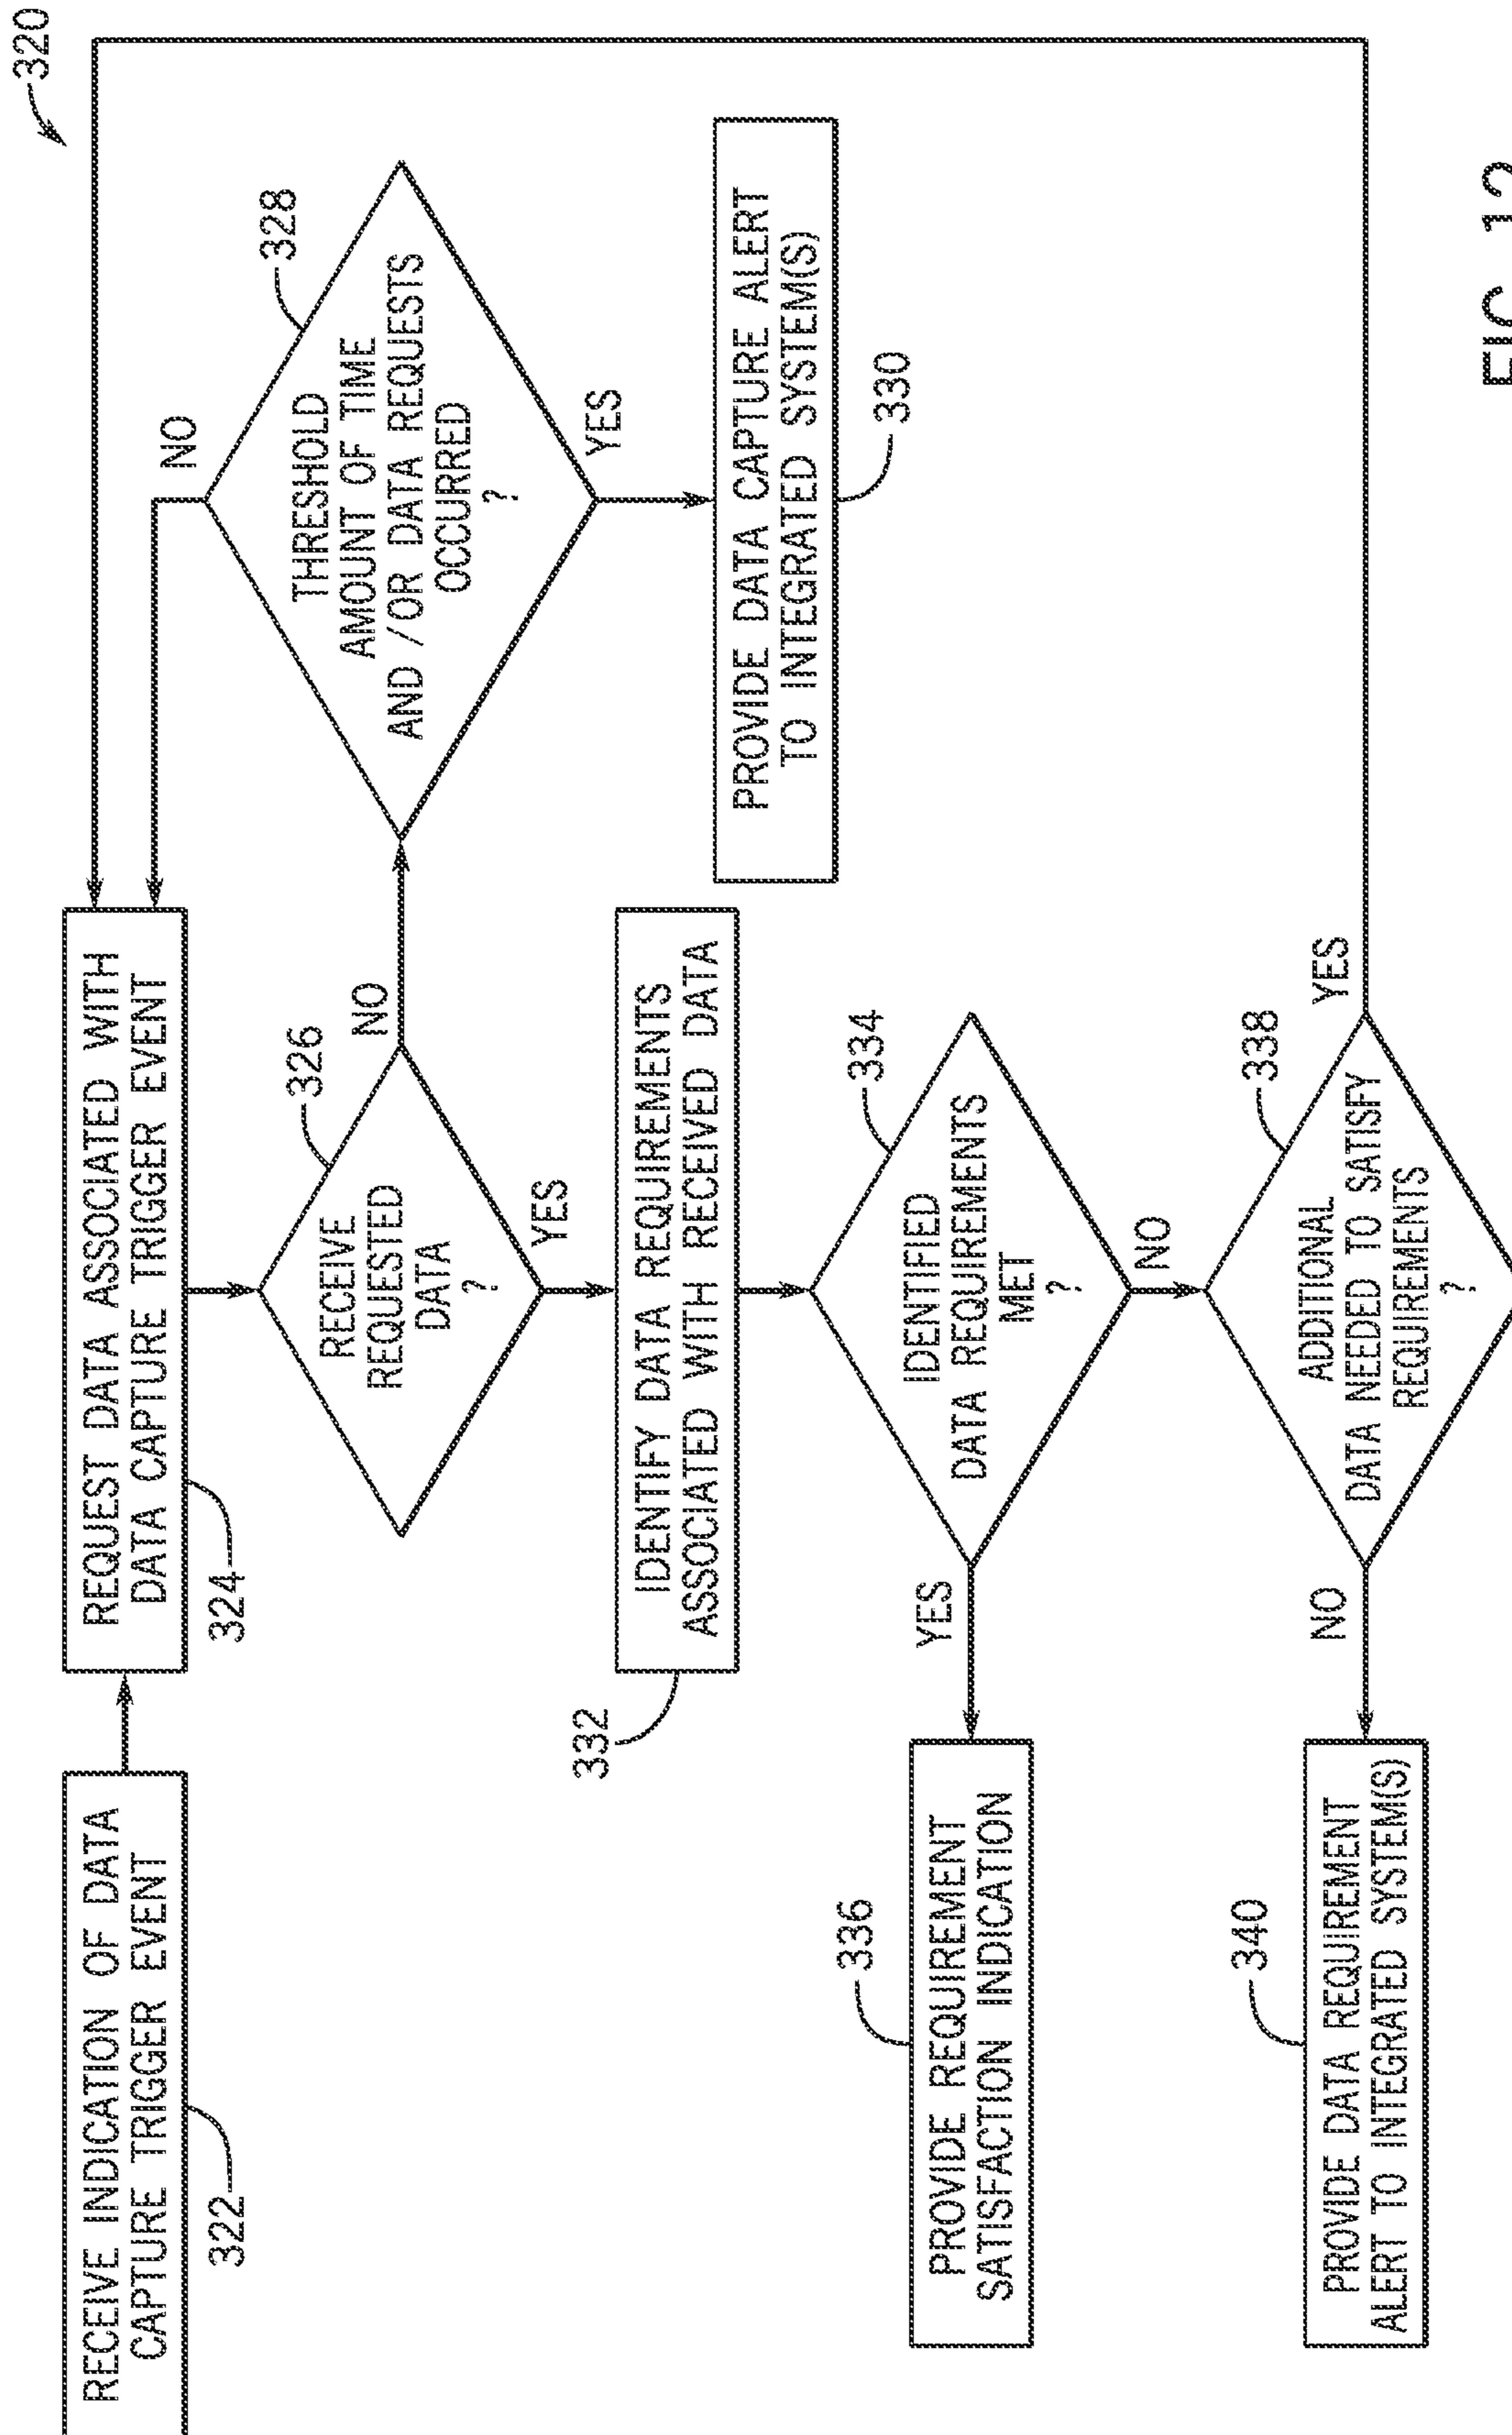 320
RECEIVE INDICATION OF DATA
CAPTURE TRIGGER EVENT
322
REQUEST DATA ASSOCIATED WITH
DATA CAPTURE TRIGGER EVENT
324
RECEIVE
REQUESTED
DATA
?
326
NO
YES
THRESHOLD
AMOUNT OF TIME
AND /OR DATA REQUESTS
OCCURRED
?
328
NO
YES
PROVIDE DATA CAPTURE ALERT
TO INTEGRATED SYSTEM(S)
330
IDENTIFY DATA REQUIREMENTS
ASSOCIATED WITH RECEIVED DATA
332
IDENTIFIED
DATA REQUIREMENTS
MET
?
334
YES
NO
PROVIDE REQUIREMENT
SATISFACTION INDICATION
336
ADDITIONAL
DATA NEEDED TO SATISFY
REQUIREMENTS
?
338
YES
NO
PROVIDE DATA REQUIREMENT
ALERT TO INTEGRATED SYSTEM(S)
340
FIG